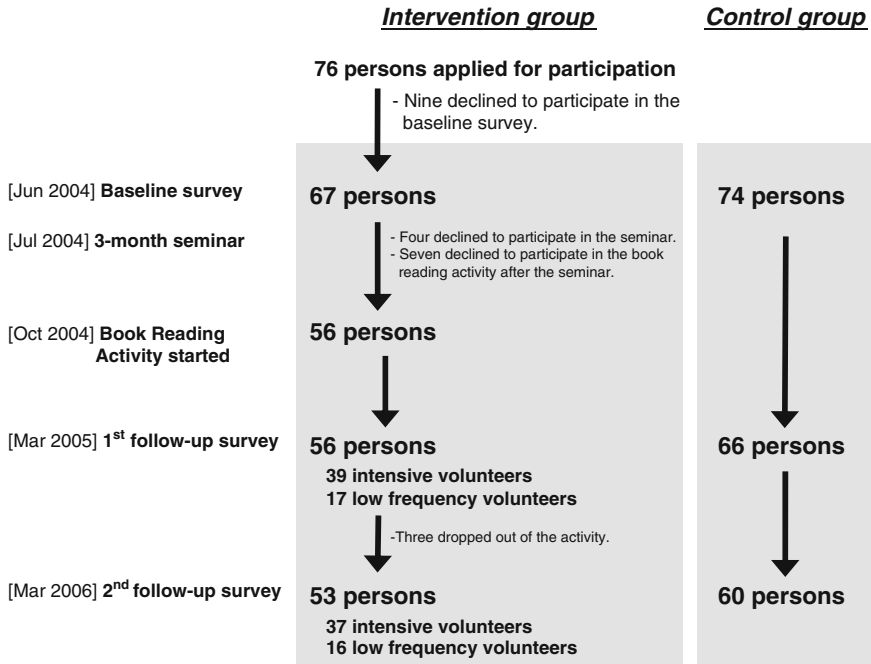 Intervention group Control group
76 persons applied for participation
- Nine declined to participate in the
baseline survey.
[Jun 2004] Baseline survey 67 persons 74 persons
[Jul 2004] 3-month seminar
- Four declined to participate in the seminar.
- Seven declined to participate in the book
reading activity after the seminar.
[Oct 2004] Book Reading
Activity started
56 persons
[Mar 2005] 1st follow-up survey 56 persons 66 persons
39 intensive volunteers
17 low frequency volunteers
-Three dropped out of the activity.
[Mar 2006] 2nd follow-up survey 53 persons 60 persons
37 intensive volunteers
16 low frequency volunteers